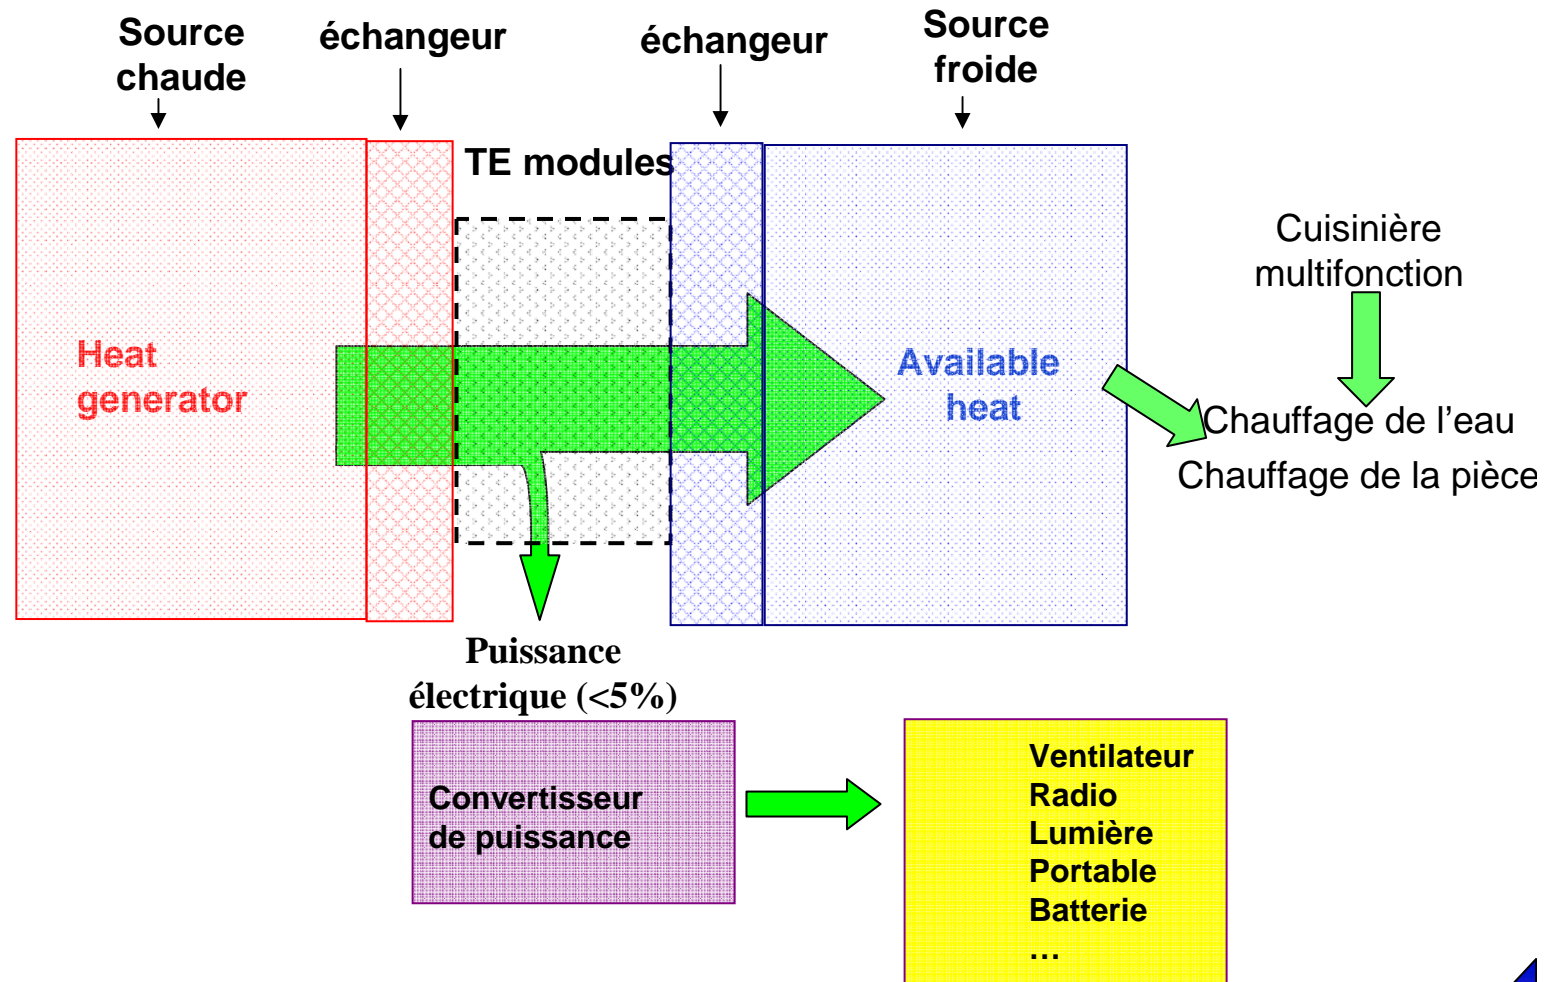 Source
chaude
échangeur
échangeur
Source
froide
TE modules
Heat
generator
Available
heat
Cuisinière
multifonction
Chauffage de l'eau
Chauffage de la pièce
Puissance
électrique (<5%)
Convertisseur
de puissance
Ventilateur
Radio
Lumière
Portable
Batterie
…